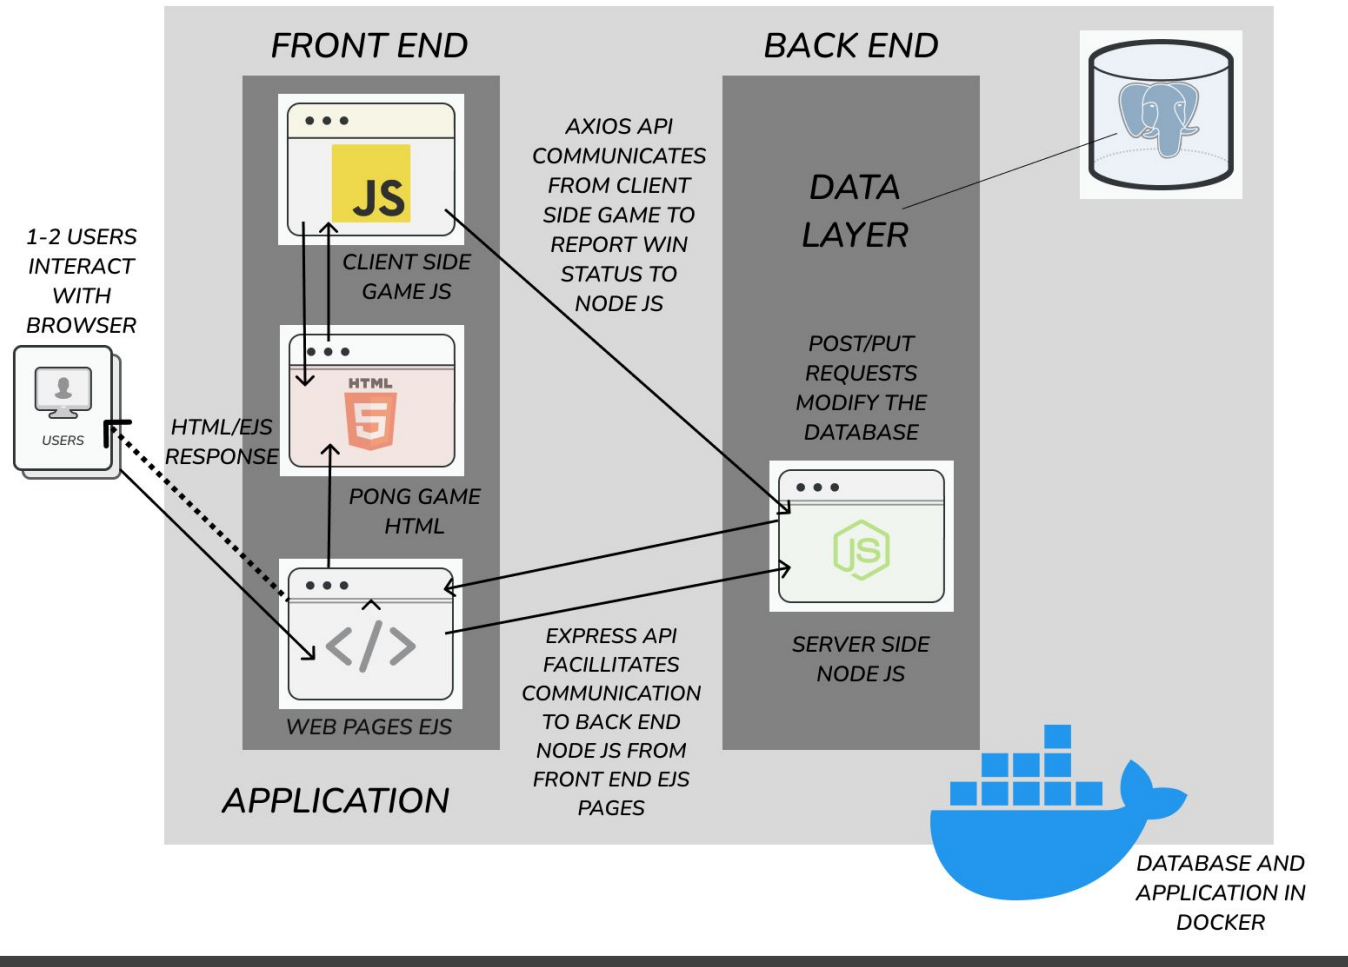 FRONT END
BACK END
JS
CLIENT SIDE
GAME JS
AXIOS API
COMMUNICATES
FROM CLIENT
SIDE GAME TO
REPORT WIN
STATUS TO
NODE JS
DATA
LAYER
1-2 USERS
INTERACT
WITH
BROWSER
USERS
HTML/EJS
RESPONSE
HTML
5
PONG GAME
HTML
POST/PUT
REQUESTS
MODIFY THE
DATABASE
JS
SERVER SIDE
NODE JS
</>
WEB PAGES EJS
EXPRESS API
FACILLITATES
COMMUNICATION
TO BACK END
NODE JS FROM
FRONT END EJS
PAGES
APPLICATION
DATABASE AND
APPLICATION IN
DOCKER